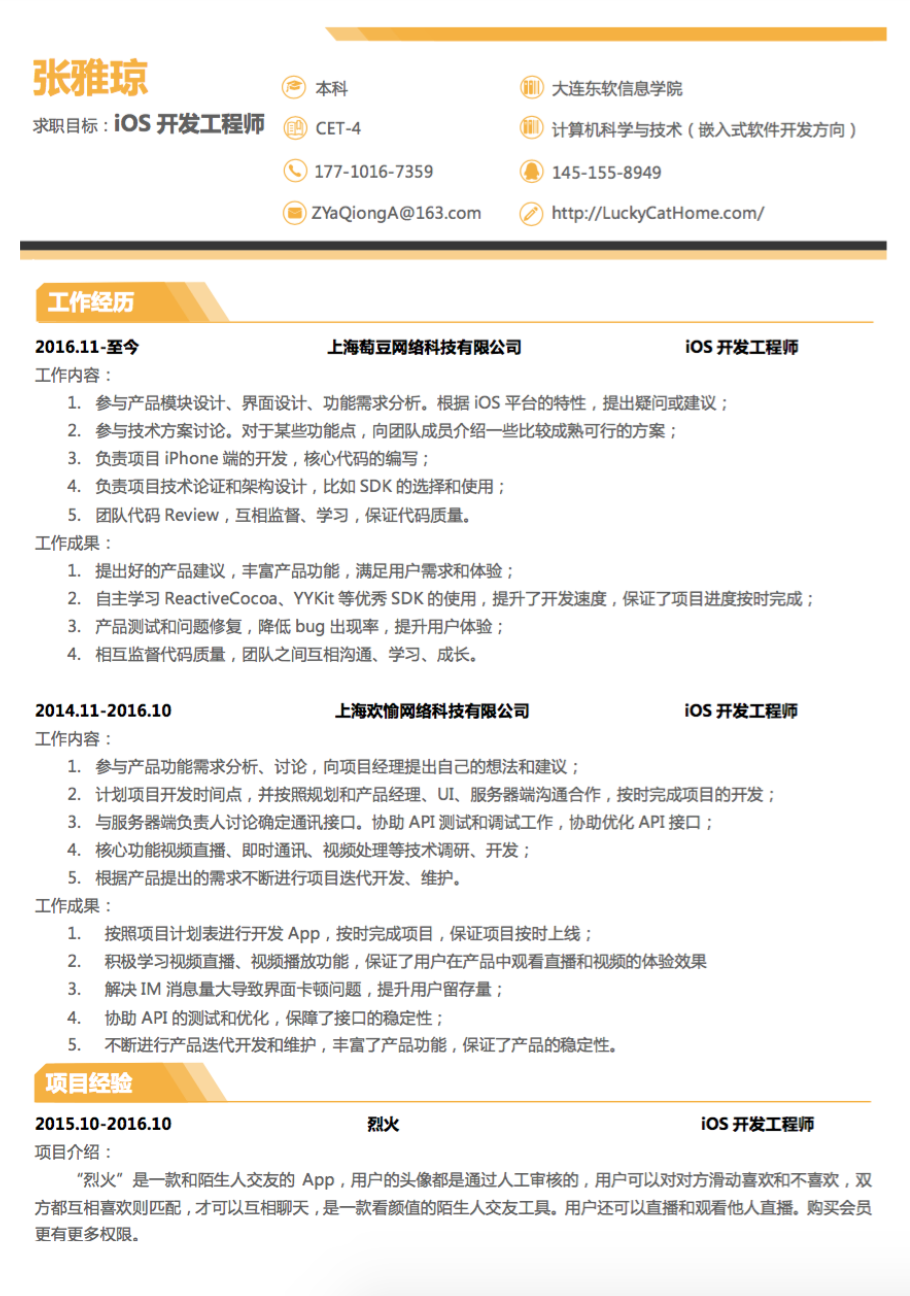 张雅琼
求职目标：iOS 开发工程师
本科
大连东软信息学院
CET-4
计算机科学与技术（嵌入式软件开发方向）
177-1016-7359
145-155-8949
ZYaQiongA@163.com
http://LuckyCatHome.com/
工作经历
2016.11-至今 上海萄豆网络科技有限公司 iOS 开发工程师
工作内容：
1. 参与产品模块设计、界面设计、功能需求分析。根据 iOS 平台的特性，提出疑问或建议；
2. 参与技术方案讨论。对于某些功能点，向团队成员介绍一些比较成熟可行的方案；
3. 负责项目 iPhone 端的开发，核心代码的编写；
4. 负责项目技术论证和架构设计，比如 SDK 的选择和使用；
5. 团队代码 Review，互相监督、学习，保证代码质量。
工作成果：
1. 提出好的产品建议，丰富产品功能，满足用户需求和体验；
2. 自主学习 ReactiveCocoa、YYKit 等优秀 SDK 的使用，提升了开发速度，保证了项目进度按时完成；
3. 产品测试和问题修复，降低 bug 出现率，提升用户体验；
4. 相互监督代码质量，团队之间互相沟通、学习、成长。
2014.11-2016.10 上海欢愉网络科技有限公司 iOS 开发工程师
工作内容：
1. 参与产品功能需求分析、讨论，向项目经理提出自己的想法和建议；
2. 计划项目开发时间点，并按照规划和产品经理、UI、服务器端沟通合作，按时完成项目的开发；
3. 与服务器端负责人讨论确定通讯接口。协助 API 测试和调试工作，协助优化 API 接口；
4. 核心功能视频直播、即时通讯、视频处理等技术调研、开发；
5. 根据产品提出的需求不断进行项目迭代开发、维护。
工作成果：
1. 按照项目计划表进行开发 App，按时完成项目，保证项目按时上线；
2. 积极学习视频直播、视频播放功能，保证了用户在产品中观看直播和视频的体验效果
3. 解决 IM 消息量大导致界面卡顿问题，提升用户留存量；
4. 协助 API 的测试和优化，保障了接口的稳定性；
5. 不断进行产品迭代开发和维护，丰富了产品功能，保证了产品的稳定性。
项目经验
2015.10-2016.10 烈火 iOS 开发工程师
项目介绍：
“烈火”是一款和陌生人交友的 App，用户的头像都是通过人工审核的，用户可以对对方滑动喜欢和不喜欢，双
方都互相喜欢则匹配，才可以互相聊天，是一款看颜值的陌生人交友工具。用户还可以直播和观看他人直播。购买会员
更有更多权限。